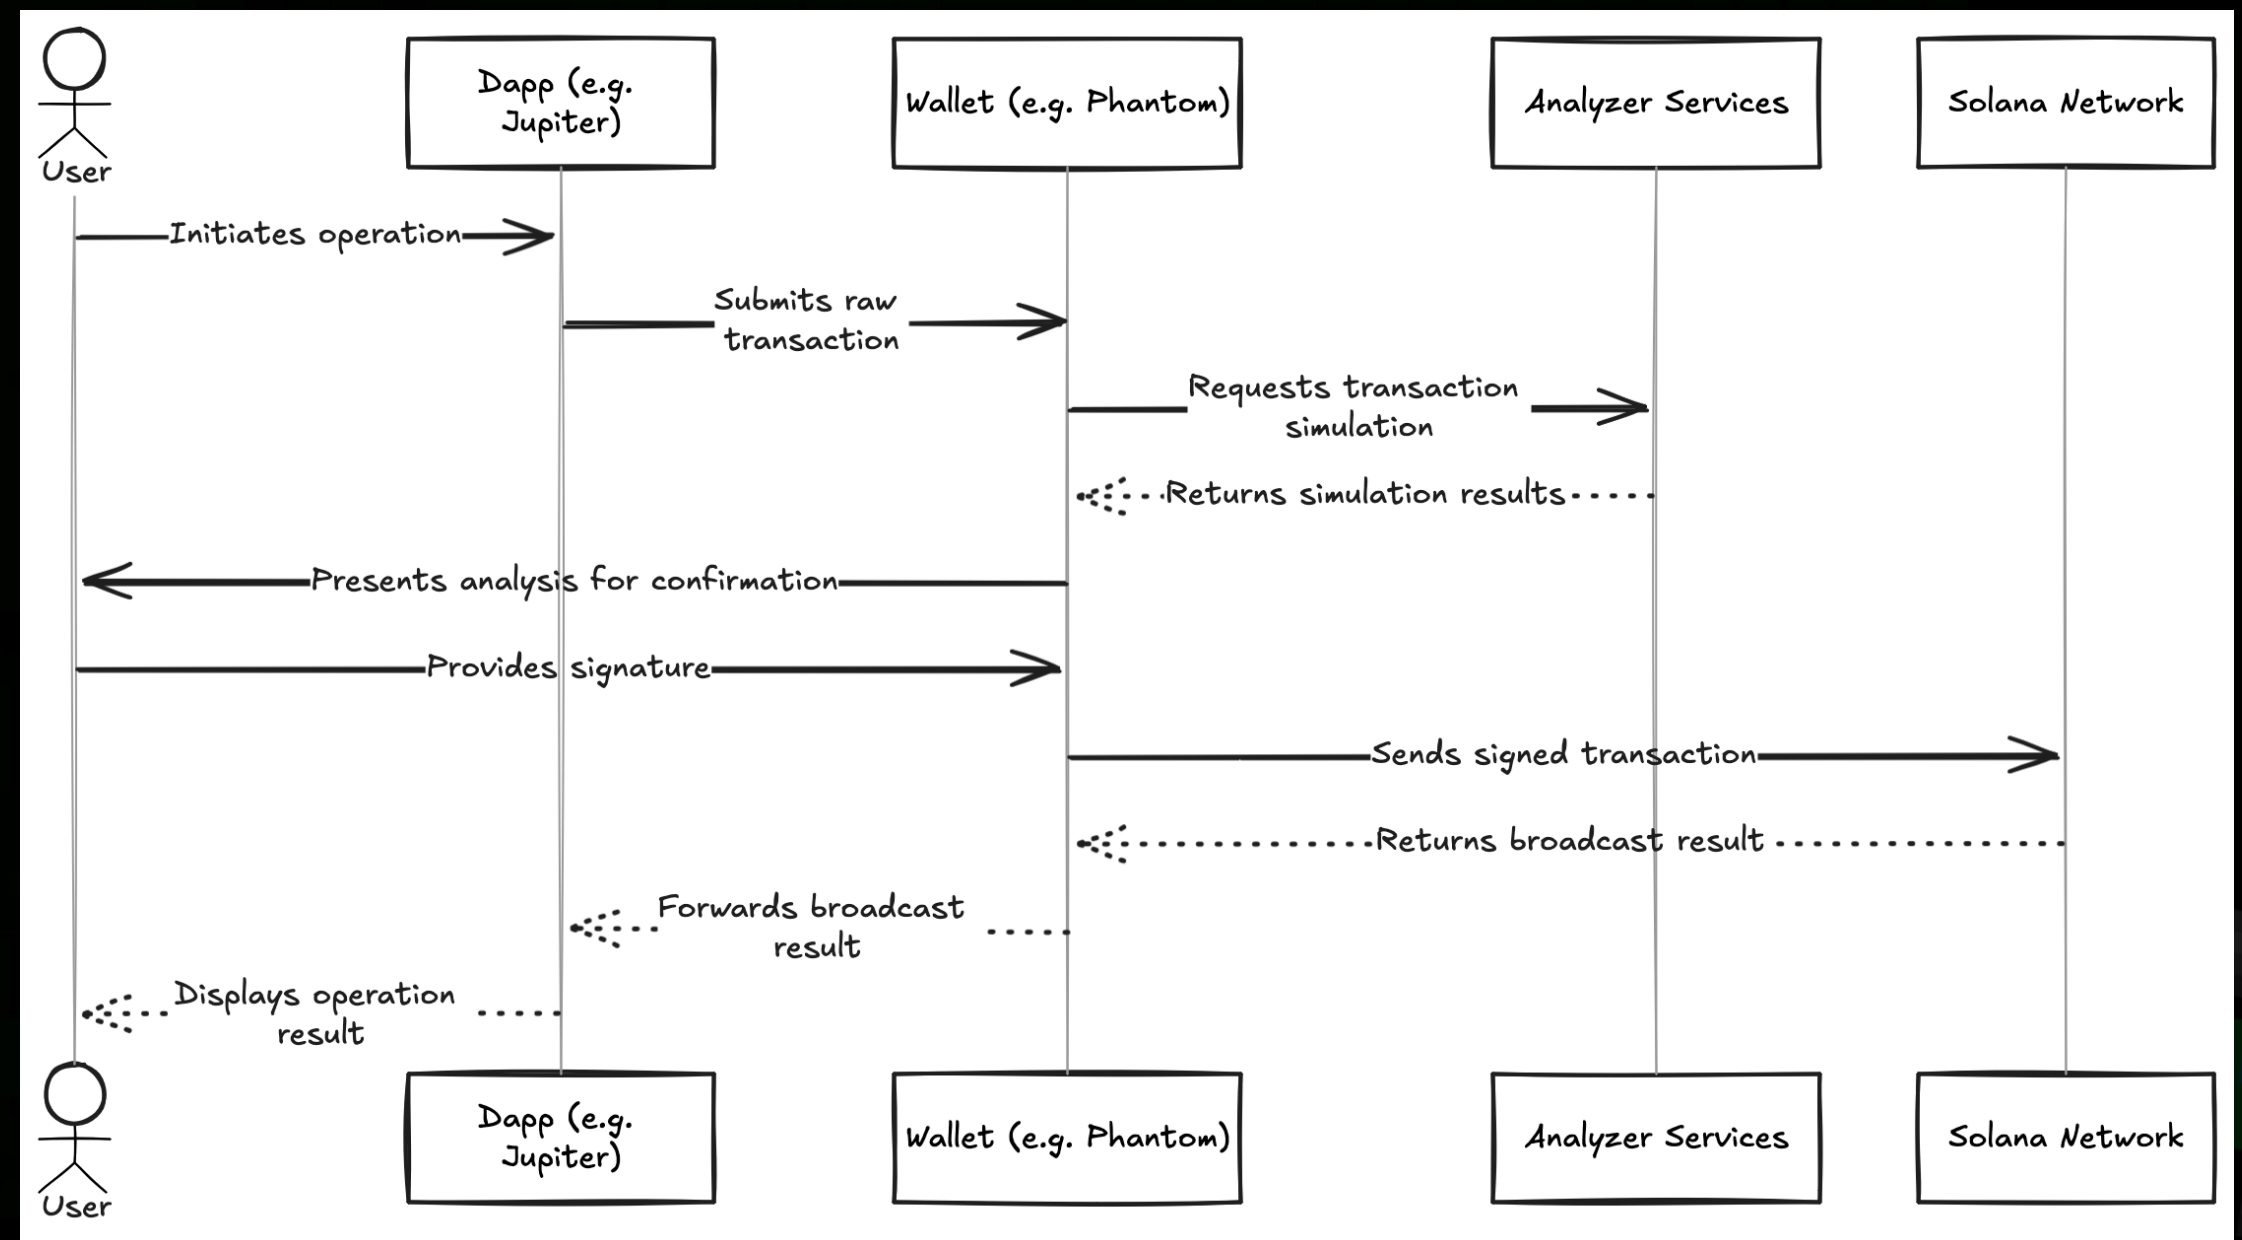 User
Dapp (e.g.
Jupiter)
Wallet (e.g. Phantom)
Analyzer Services
Solana Network
Initiates operation
Submits raw
transaction
Requests transaction
simulation
Returns simulation results
Presents analysis for confirmation
Provides signature
Sends signed transaction
Returns broadcast result
Forwards broadcast
result
Displays operation
result
User
Dapp (e.g.
Jupiter)
Wallet (e.g. Phantom)
Analyzer Services
Solana Network